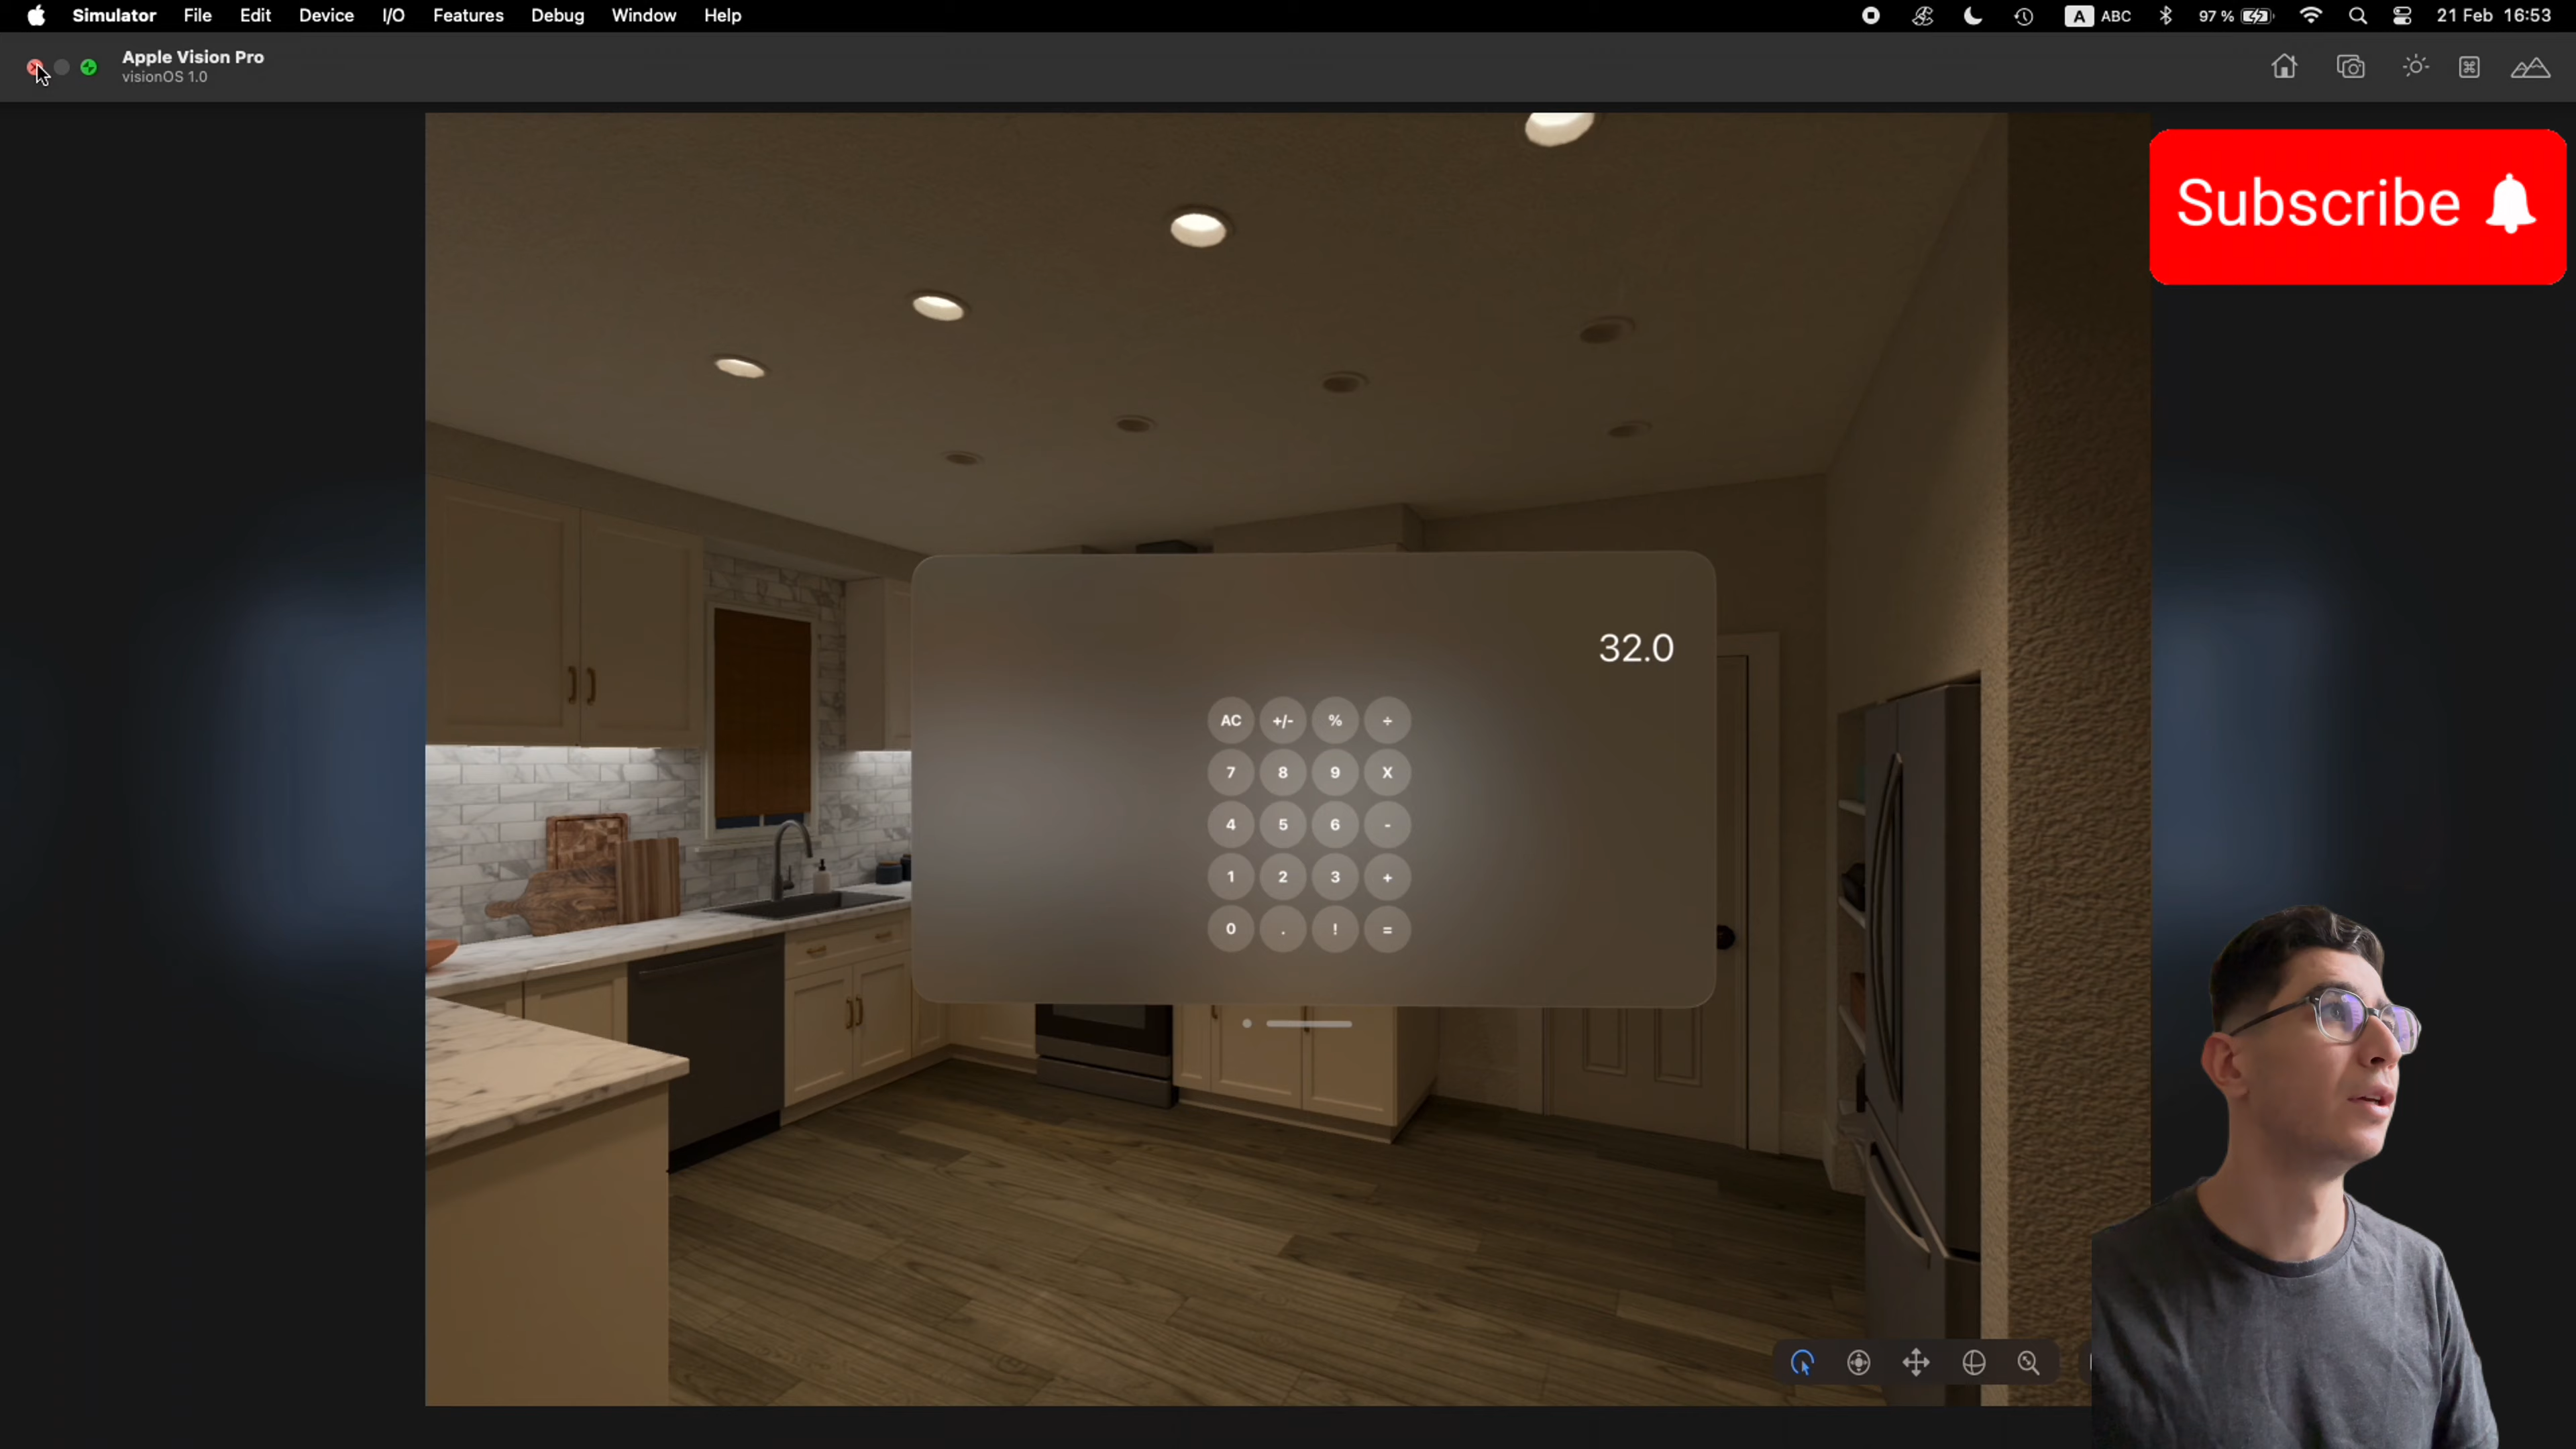 Simulator File Edit Device I/O Features Debug Window Help A ABC 97 % 21 Feb 16:53
Apple Vision Pro
visionOS 1.0
Subscribe
32.0
AC +/- % ÷
7 8 9 X
4 5 6 -
1 2 3 +
0 . ! =